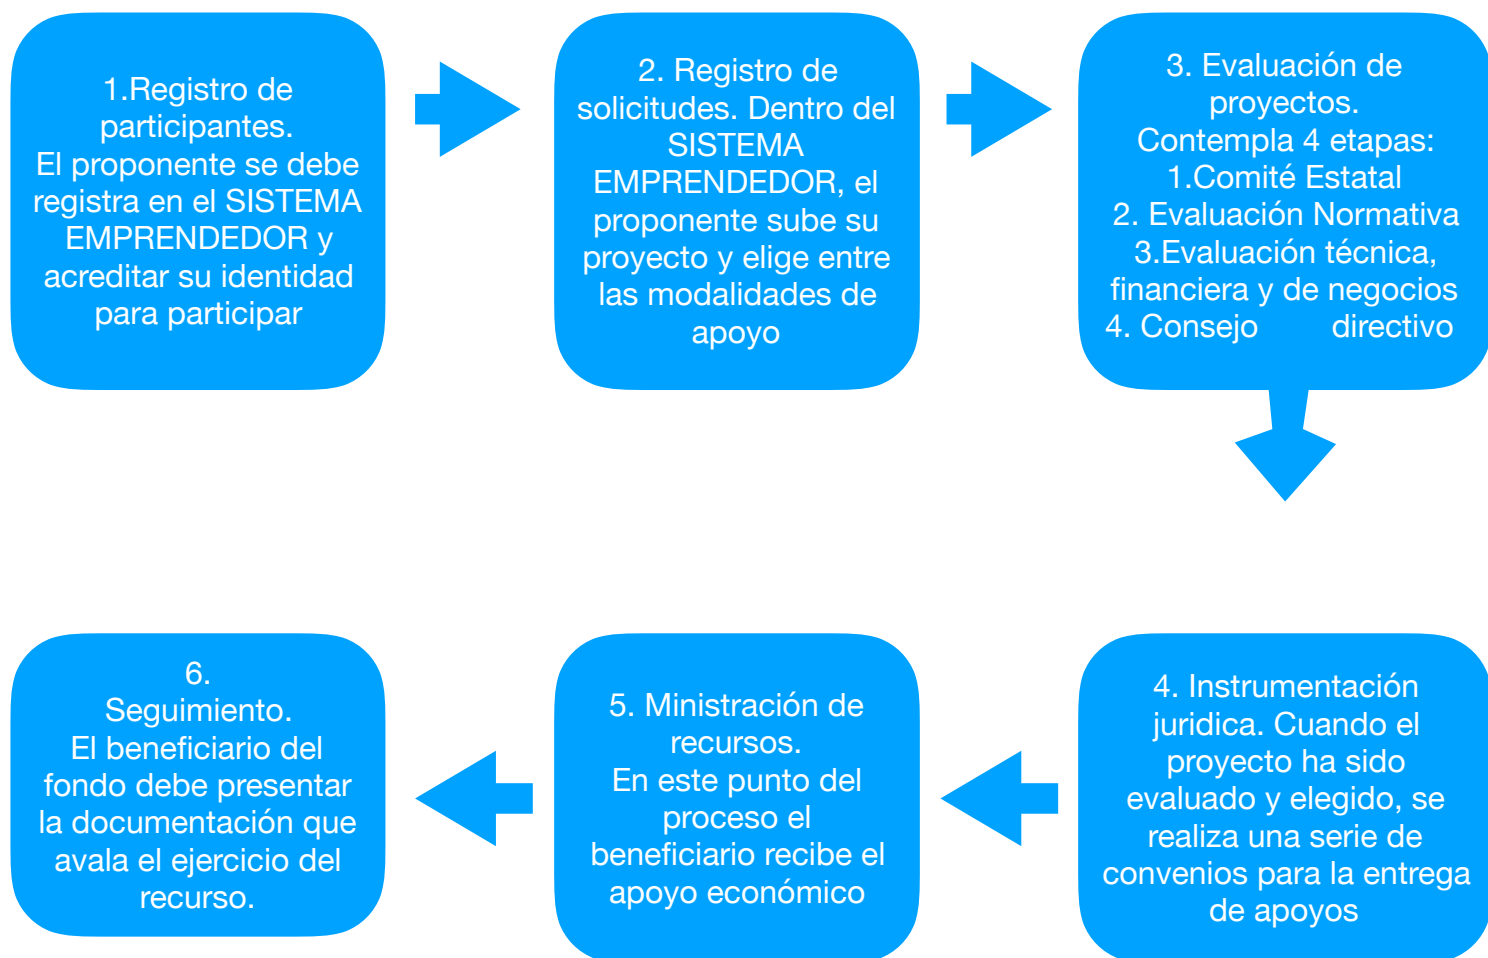 1.Registro de
participantes.
El proponente se debe
registra en el SISTEMA
EMPRENDEDOR y
acreditar su identidad
para participar
2. Registro de
solicitudes. Dentro del
SISTEMA
EMPRENDEDOR, el
proponente sube su
proyecto y elige entre
las modalidades de
apoyo
3. Evaluación de
proyectos.
Contempla 4 etapas:
1.Comité Estatal
2. Evaluación Normativa
3.Evaluación técnica,
financiera y de negocios
4. Consejo directivo
4. Instrumentación
juridica. Cuando el
proyecto ha sido
evaluado y elegido, se
realiza una serie de
convenios para la entrega
de apoyos
5. Ministración de
recursos.
En este punto del
proceso el
beneficiario recibe el
apoyo económico
6.
Seguimiento.
El beneficiario del
fondo debe presentar
la documentación que
avala el ejercicio del
recurso.